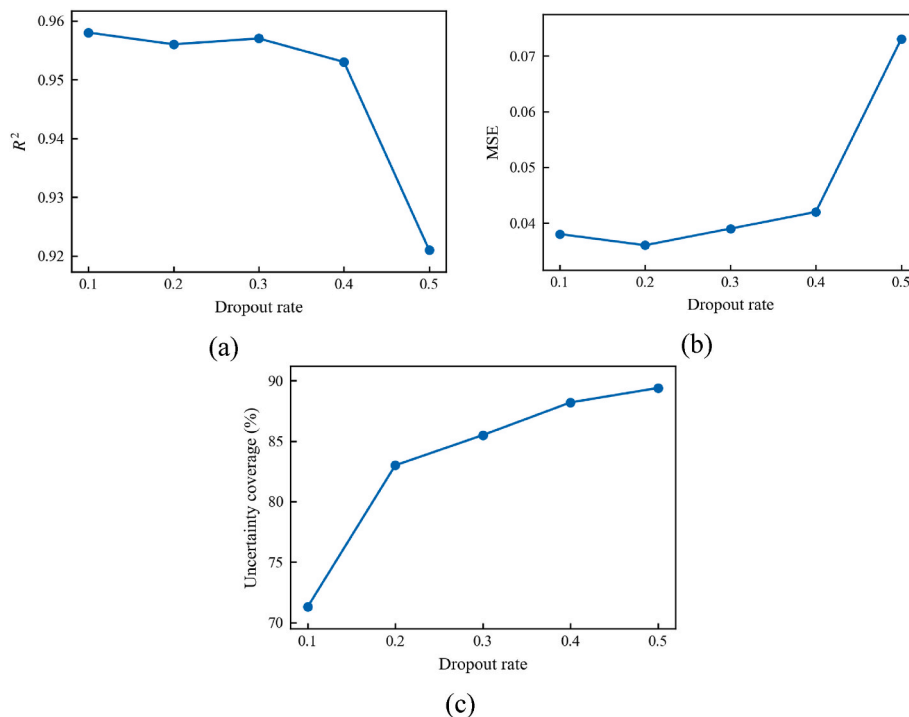 0.96
0.95
0.94
0.93
0.92
R²
0.1 0.2 0.3 0.4 0.5
Dropout rate
(a)
0.07
0.06
0.05
0.04
MSE
0.1 0.2 0.3 0.4 0.5
Dropout rate
(b)
90
85
80
75
70
Uncertainty coverage (%)
0.1 0.2 0.3 0.4 0.5
Dropout rate
(c)